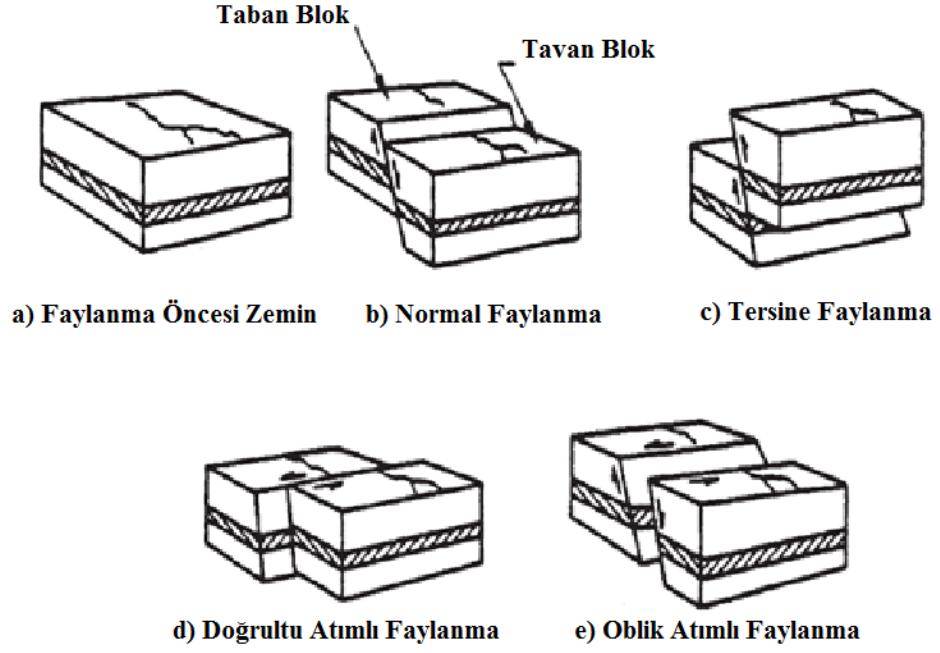 Taban Blok
Tavan Blok
a) Faylanma Öncesi Zemin
b) Normal Faylanma
c) Tersine Faylanma
d) Doğrultu Atımlı Faylanma
e) Oblik Atımlı Faylanma